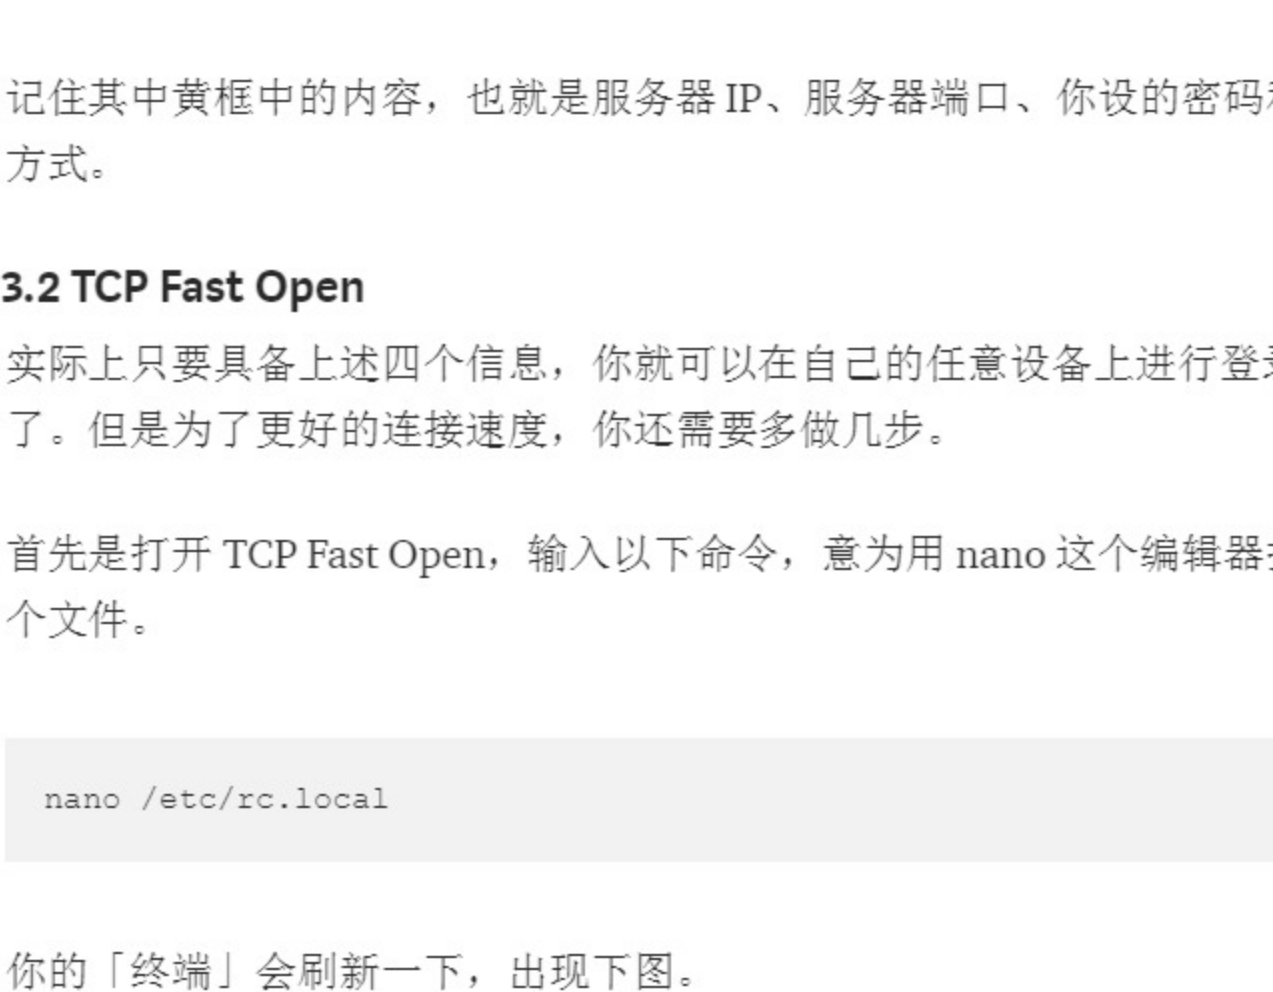 记住其中黄框中的内容，也就是服务器 IP、服务器端口、你设的密码
方式。
3.2 TCP Fast Open
实际上只要具备上述四个信息，你就可以在自己的任意设备上进行登
了。但是为了更好的连接速度，你还需要多做几步。
首先是打开 TCP Fast Open，输入以下命令，意为用 nano 这个编辑器
个文件。
nano /etc/rc.local
你的「终端」会刷新一下，出现下图。